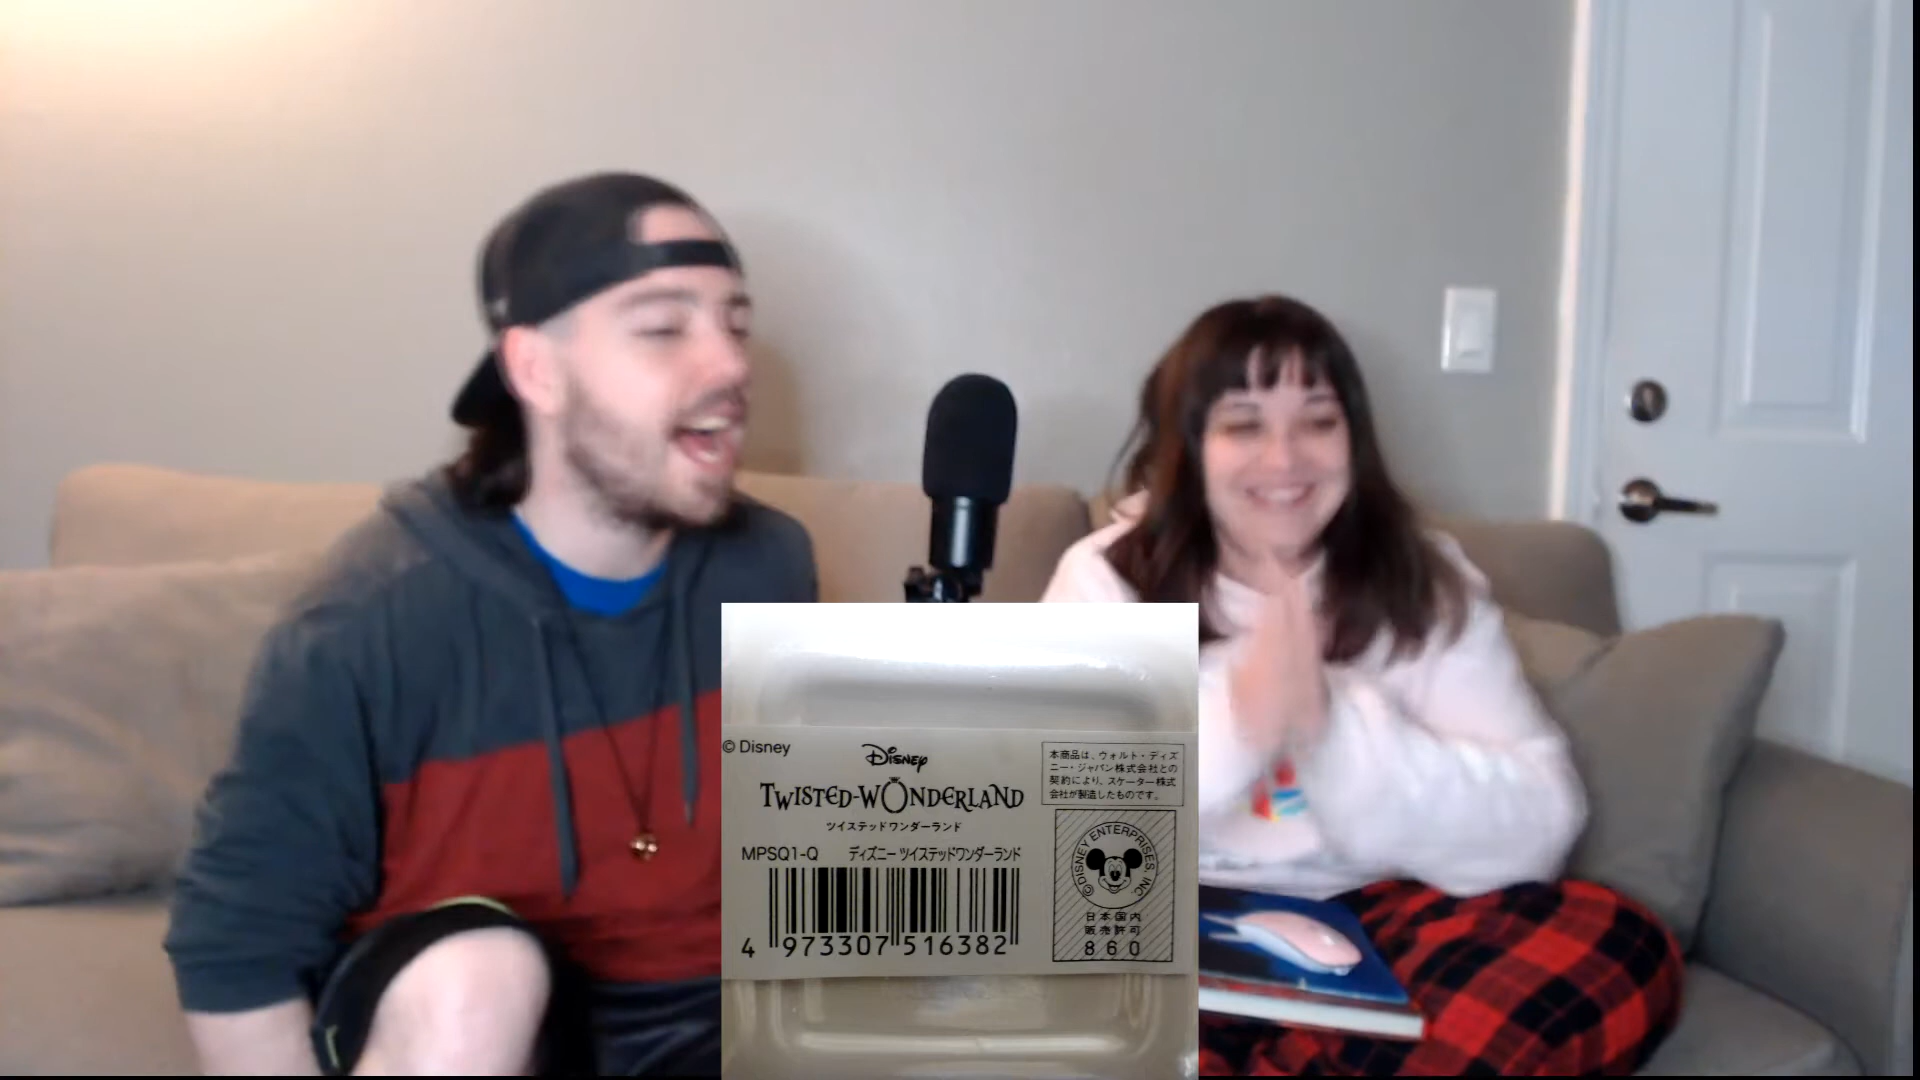 © Disney
Disney
TWISTED-WONDERLAND
ツイステッドワンダーランド
MPSQ1-Q ディズニー ツイステッドワンダーランド
4 973307 516382
本商品は、ウォルト・ディズ
ニー・ジャパン株式会社との
契約により、スケーター株式
会社が製造したものです。
©DISNEY ENTERPRISES, INC.
日本国内
販売許可
860